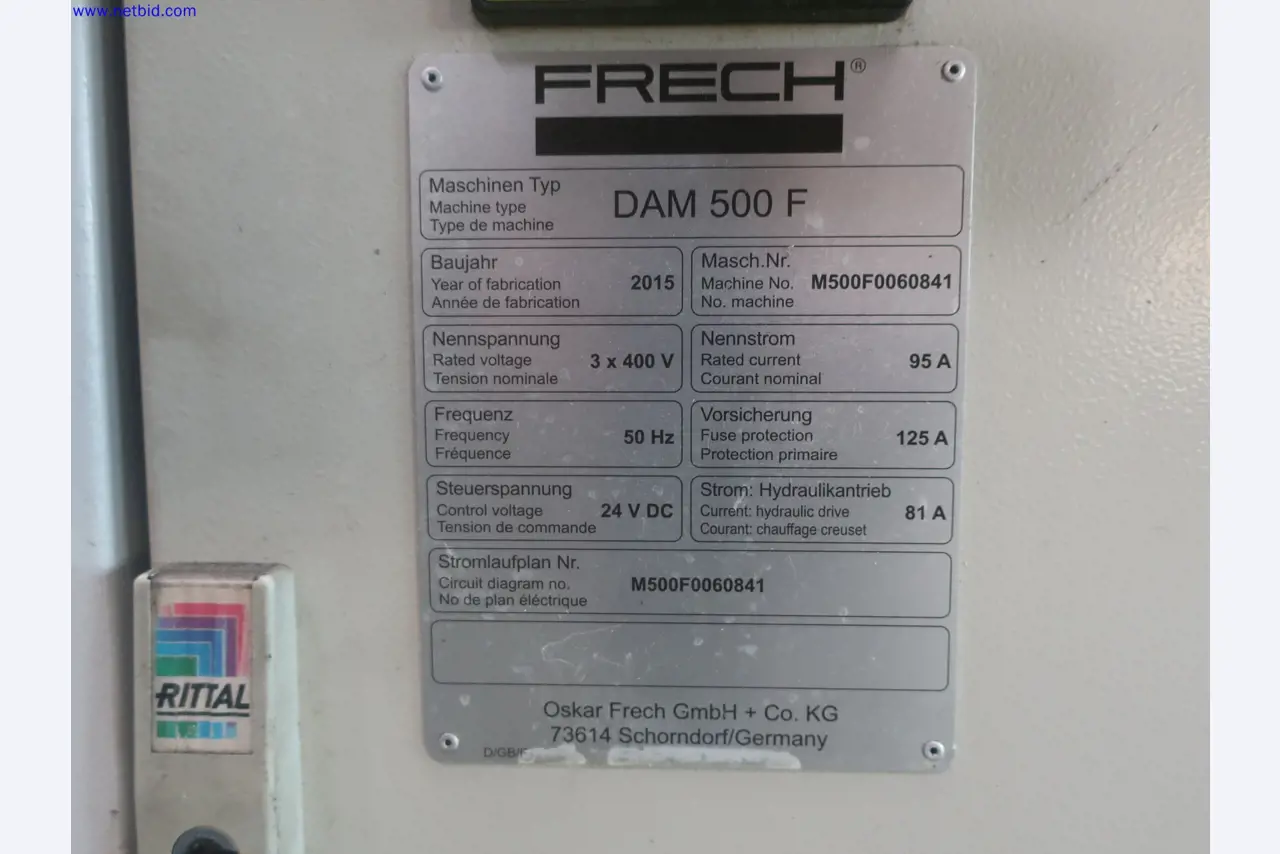 www.netbid.com
FRECH®
Maschinen Typ
Machine type
Type de machine
DAM 500 F
Baujahr
Year of fabrication
Année de fabrication
2015
Masch.Nr.
Machine No.
No. machine
M500F0060841
Nennspannung
Rated voltage
Tension nominale
3 x 400 V
Nennstrom
Rated current
Courant nominal
95 A
Frequenz
Frequency
Fréquence
50 Hz
Vorsicherung
Fuse protection
Protection primaire
125 A
Steuerspannung
Control voltage
Tension de commande
24 V DC
Strom: Hydraulikantrieb
Current: hydraulic drive
Courant: chauffage creuset
81 A
Stromlaufplan Nr.
Circuit diagram no.
No de plan éléctrique
M500F0060841
Oskar Frech GmbH + Co. KG
73614 Schorndorf/Germany
D/GB/F
RITTAL